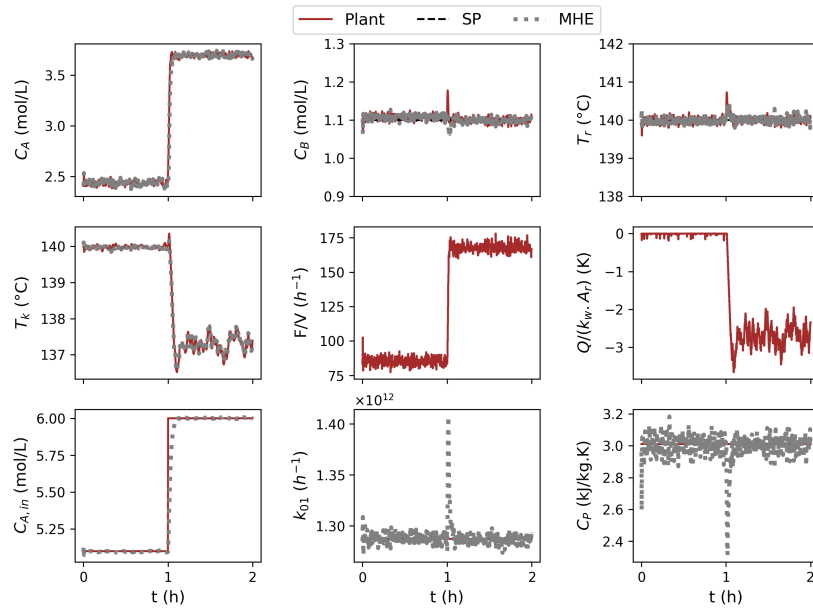 Plant SP MHE
C_A (mol/L)
3.5
3.0
2.5
C_B (mol/L)
1.3
1.2
1.1
1.0
0.9
T_r (°C)
142
141
140
139
138
T_k (°C)
140
139
138
137
F/V (h⁻¹)
175
150
125
100
75
Q/(k_w. A_r) (K)
0
−1
−2
−3
C_{A,in} (mol/L)
6.00
5.75
5.50
5.25
0 1 2
t (h)
×10¹²
k_{01} (h⁻¹)
1.40
1.35
1.30
0 1 2
t (h)
C_P (kJ/kg.K)
3.2
3.0
2.8
2.6
2.4
0 1 2
t (h)